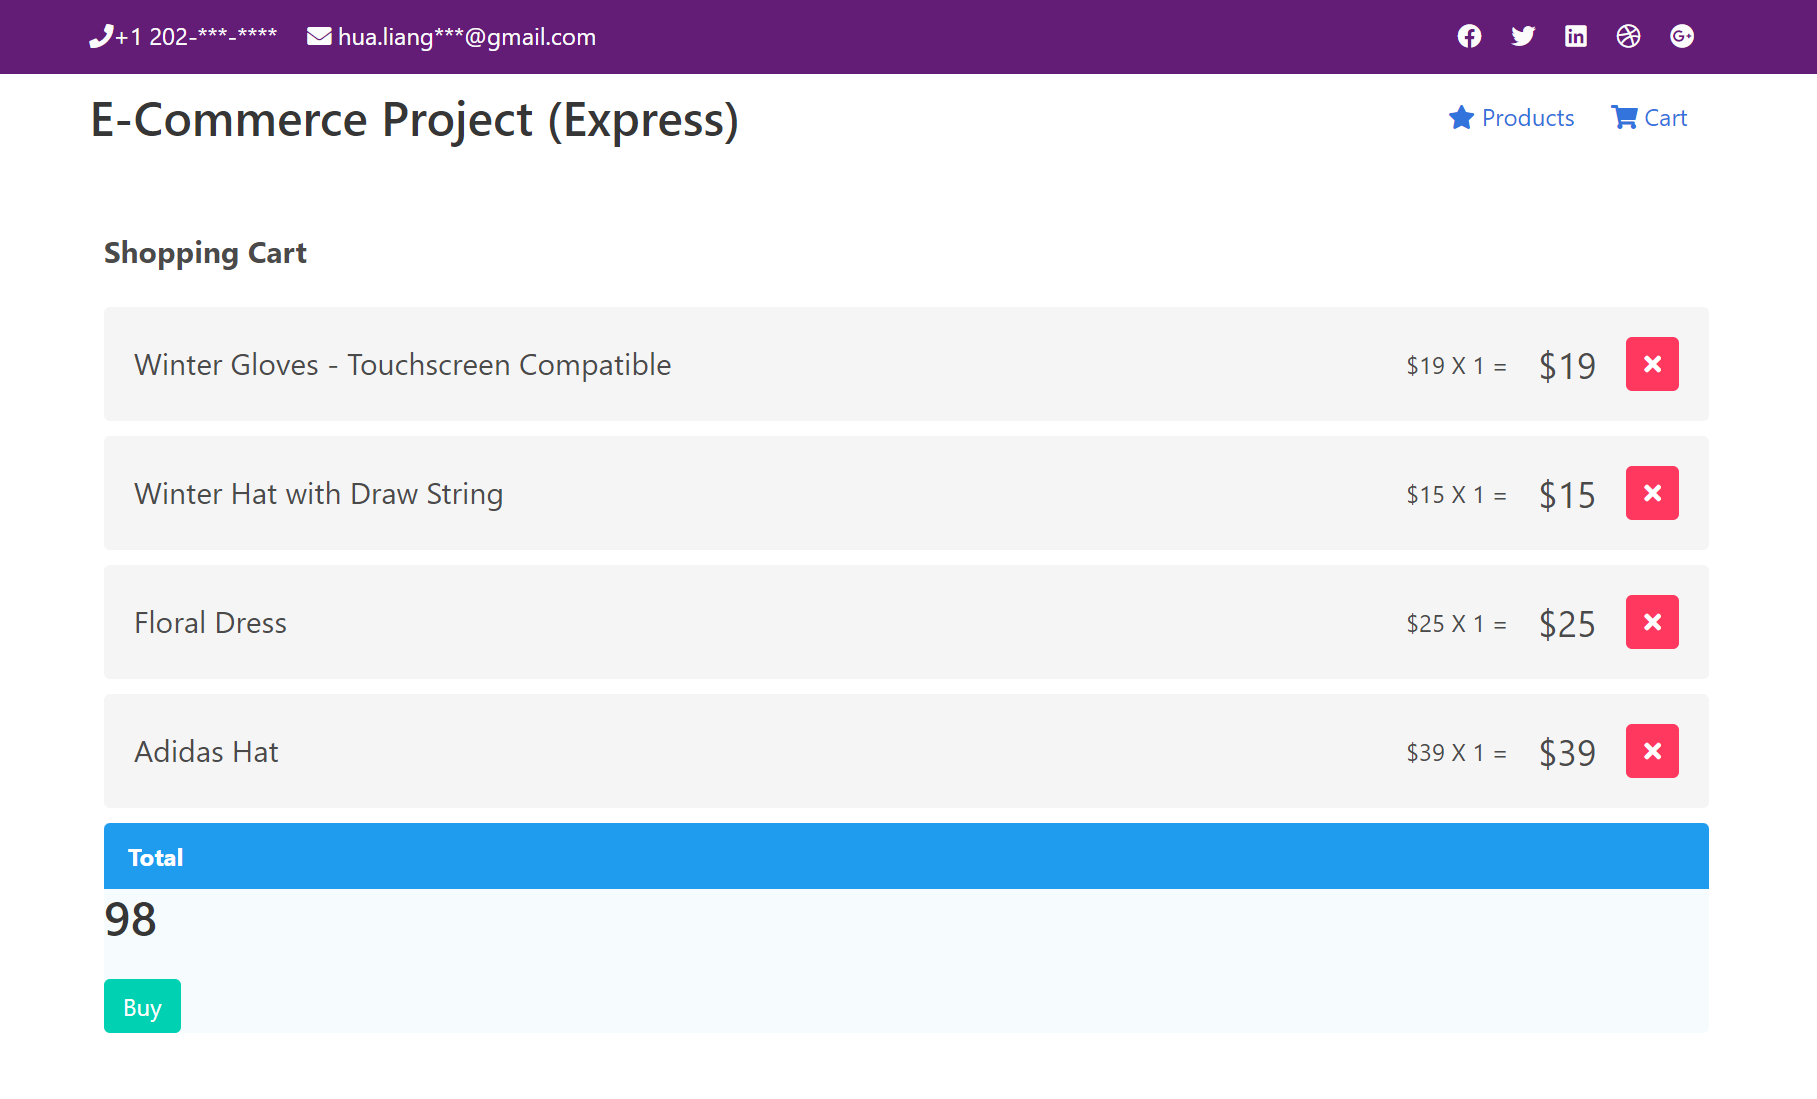 +1 202-***-**** hua.liang***@gmail.com
E-Commerce Project (Express) Products Cart
Shopping Cart
Winter Gloves - Touchscreen Compatible $19 X 1 = $19
Winter Hat with Draw String $15 X 1 = $15
Floral Dress $25 X 1 = $25
Adidas Hat $39 X 1 = $39
Total
98
Buy